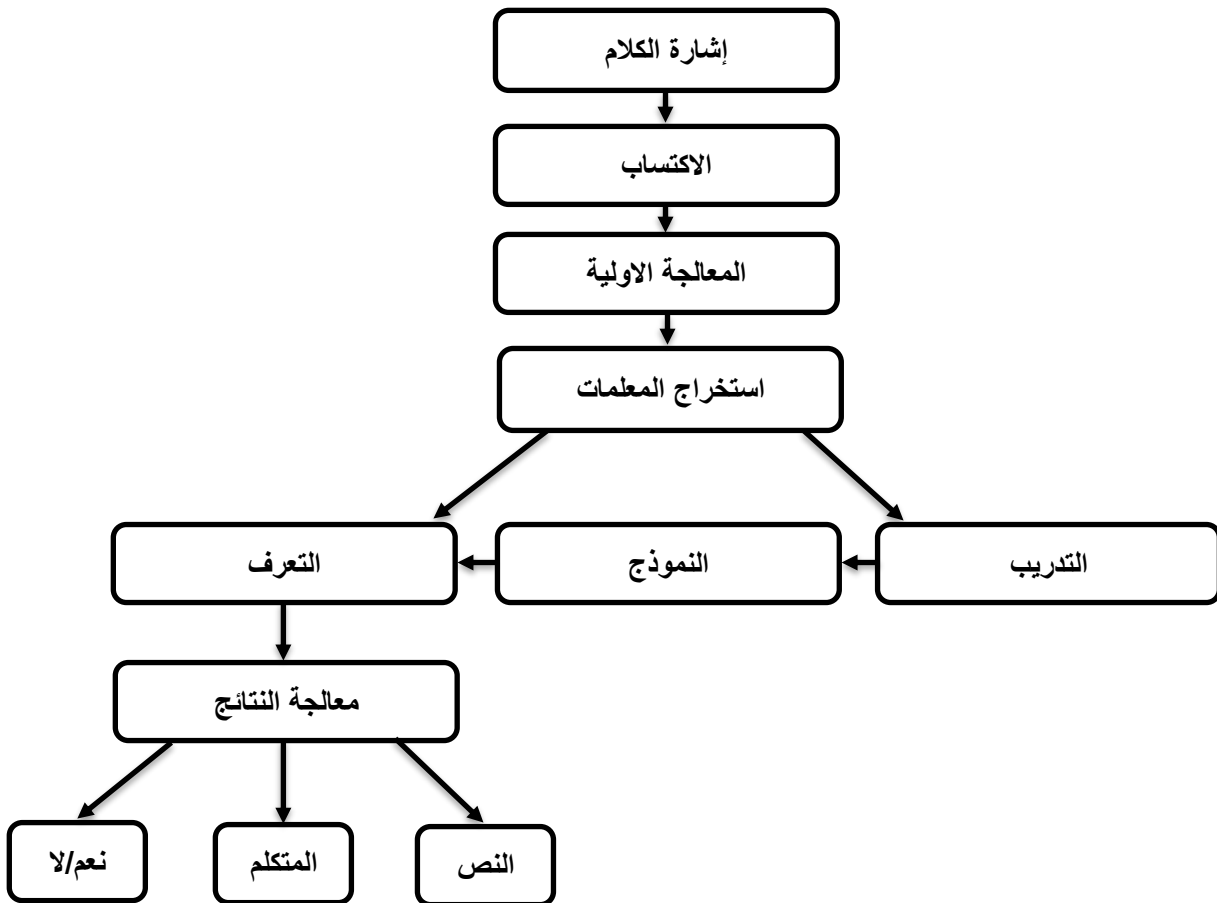 إشارة الكلام
الاكتساب
المعالجة الاولية
استخراج المعلمات
التدريب
النموذج
التعرف
معالجة النتائج
النص
المتكلم
نعم/لا